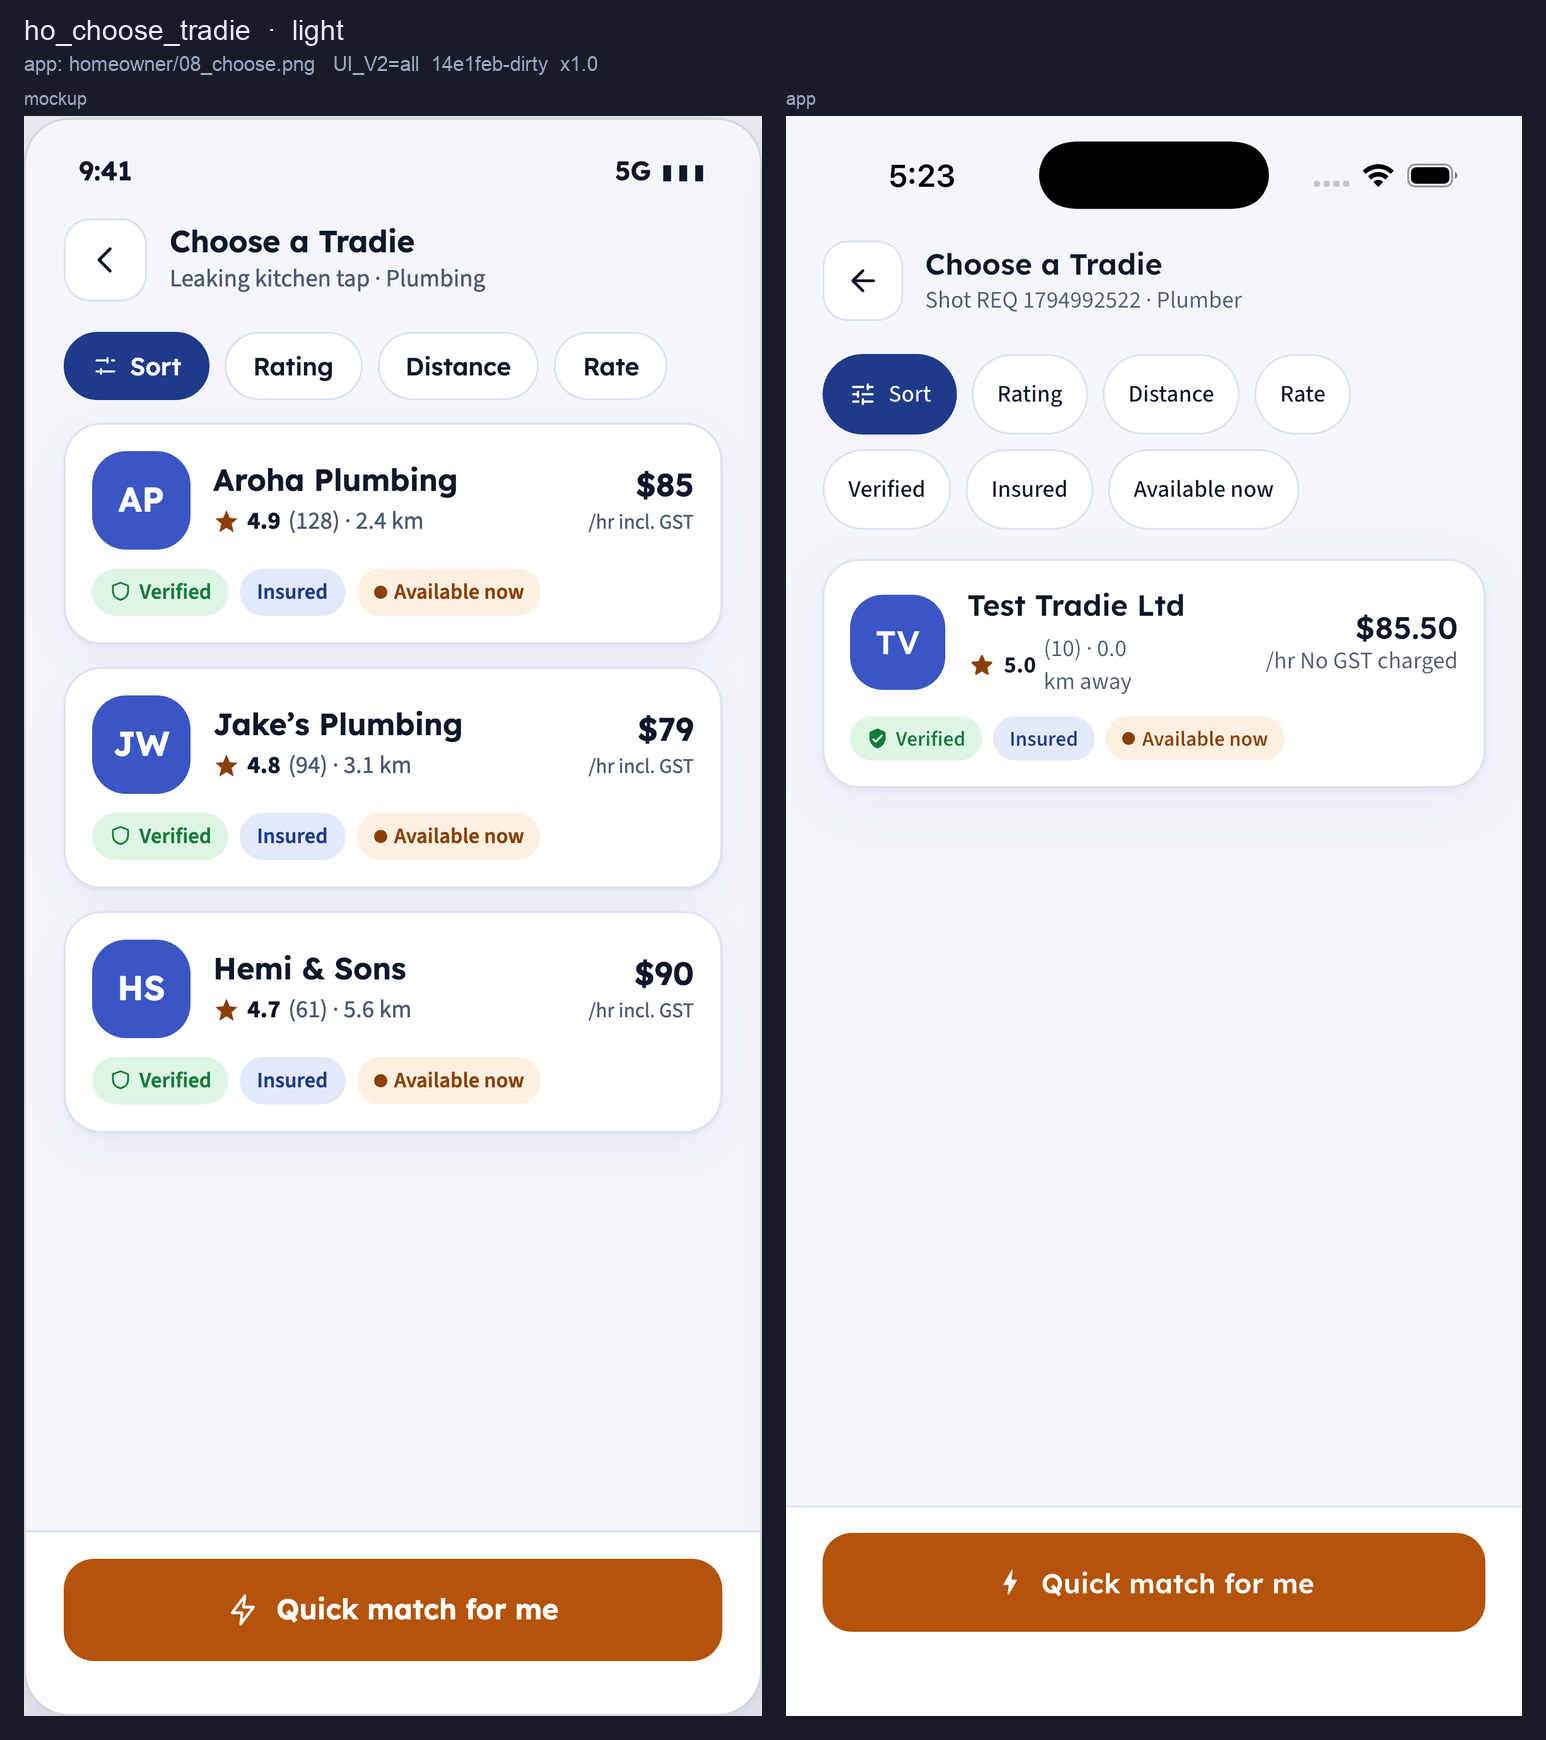 ho_choose_tradie · light
app: homeowner/08_choose.png UI_V2=all 14e1feb-dirty x1.0
mockup
9:41
5G
Choose a Tradie
Leaking kitchen tap · Plumbing
Sort
Rating
Distance
Rate
AP
Aroha Plumbing
4.9 (128) · 2.4 km
$85
/hr incl. GST
Verified
Insured
Available now
JW
Jake’s Plumbing
4.8 (94) · 3.1 km
$79
/hr incl. GST
Verified
Insured
Available now
HS
Hemi & Sons
4.7 (61) · 5.6 km
$90
/hr incl. GST
Verified
Insured
Available now
Quick match for me
app
5:23
Choose a Tradie
Shot REQ 1794992522 · Plumber
Sort
Rating
Distance
Rate
Verified
Insured
Available now
TV
Test Tradie Ltd
5.0
(10) · 0.0
km away
$85.50
/hr No GST charged
Verified
Insured
Available now
Quick match for me